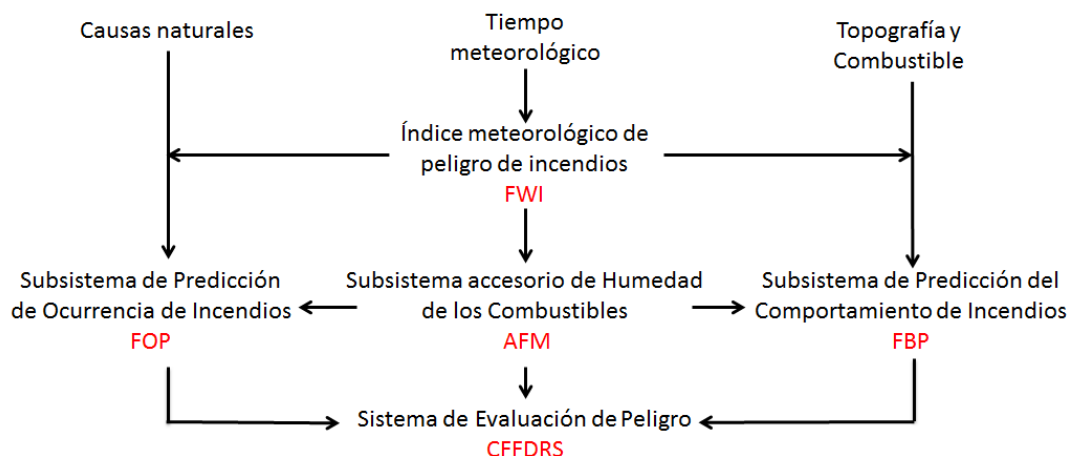 Causas naturales
Tiempo
meteorológico
Topografía y
Combustible
Índice meteorológico de
peligro de incendios
FWI
Subsistema de Predicción
de Ocurrencia de Incendios
FOP
Subsistema accesorio de Humedad
de los Combustibles
AFM
Subsistema de Predicción del
Comportamiento de Incendios
FBP
Sistema de Evaluación de Peligro
CFFDRS